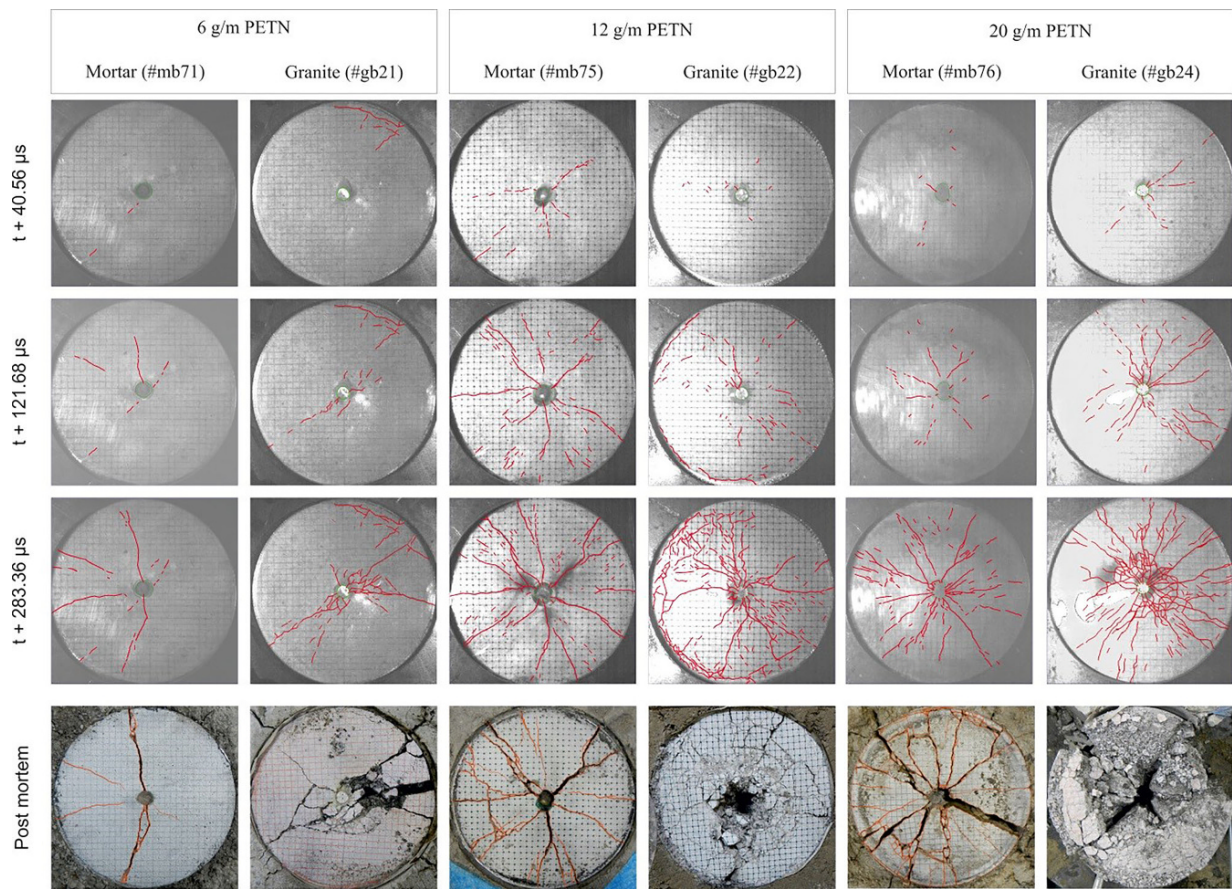 6 g/m PETN
12 g/m PETN
20 g/m PETN
Mortar (#mb71)
Granite (#gb21)
Mortar (#mb75)
Granite (#gb22)
Mortar (#mb76)
Granite (#gb24)
t + 40.56 µs
t + 121.68 µs
t + 283.36 µs
Post mortem